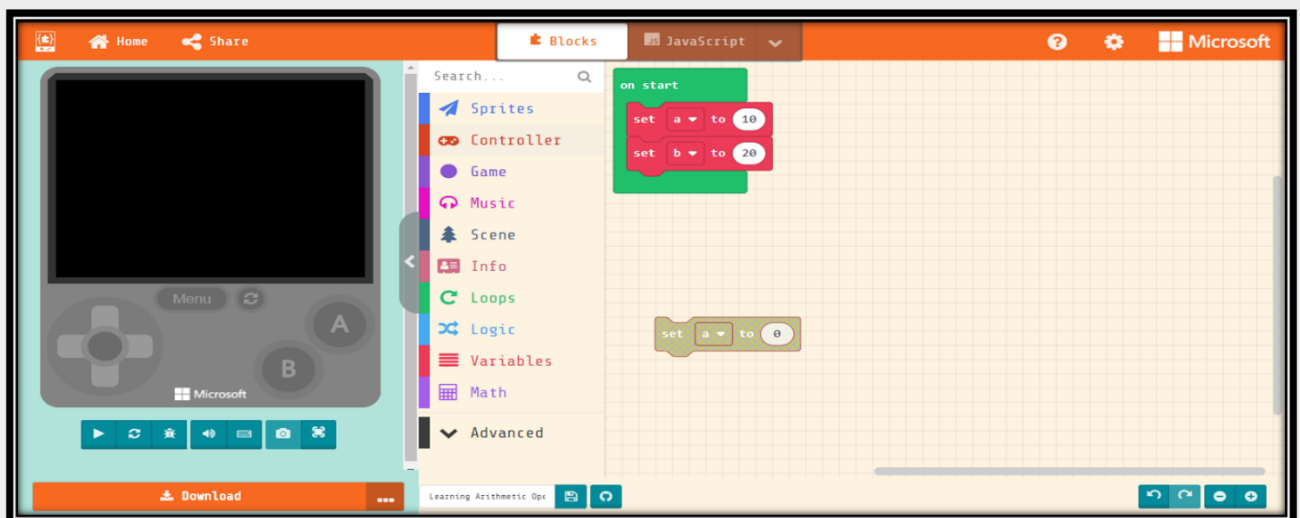 Home Share Blocks JavaScript Microsoft
Search...
Sprites
Controller
Game
Music
Scene
Info
Loops
Logic
Variables
Math
Advanced
on start
set a to 10
set b to 20
set a to 0
Menu
A
B
Microsoft
Download
Learning Arithmetic Ope